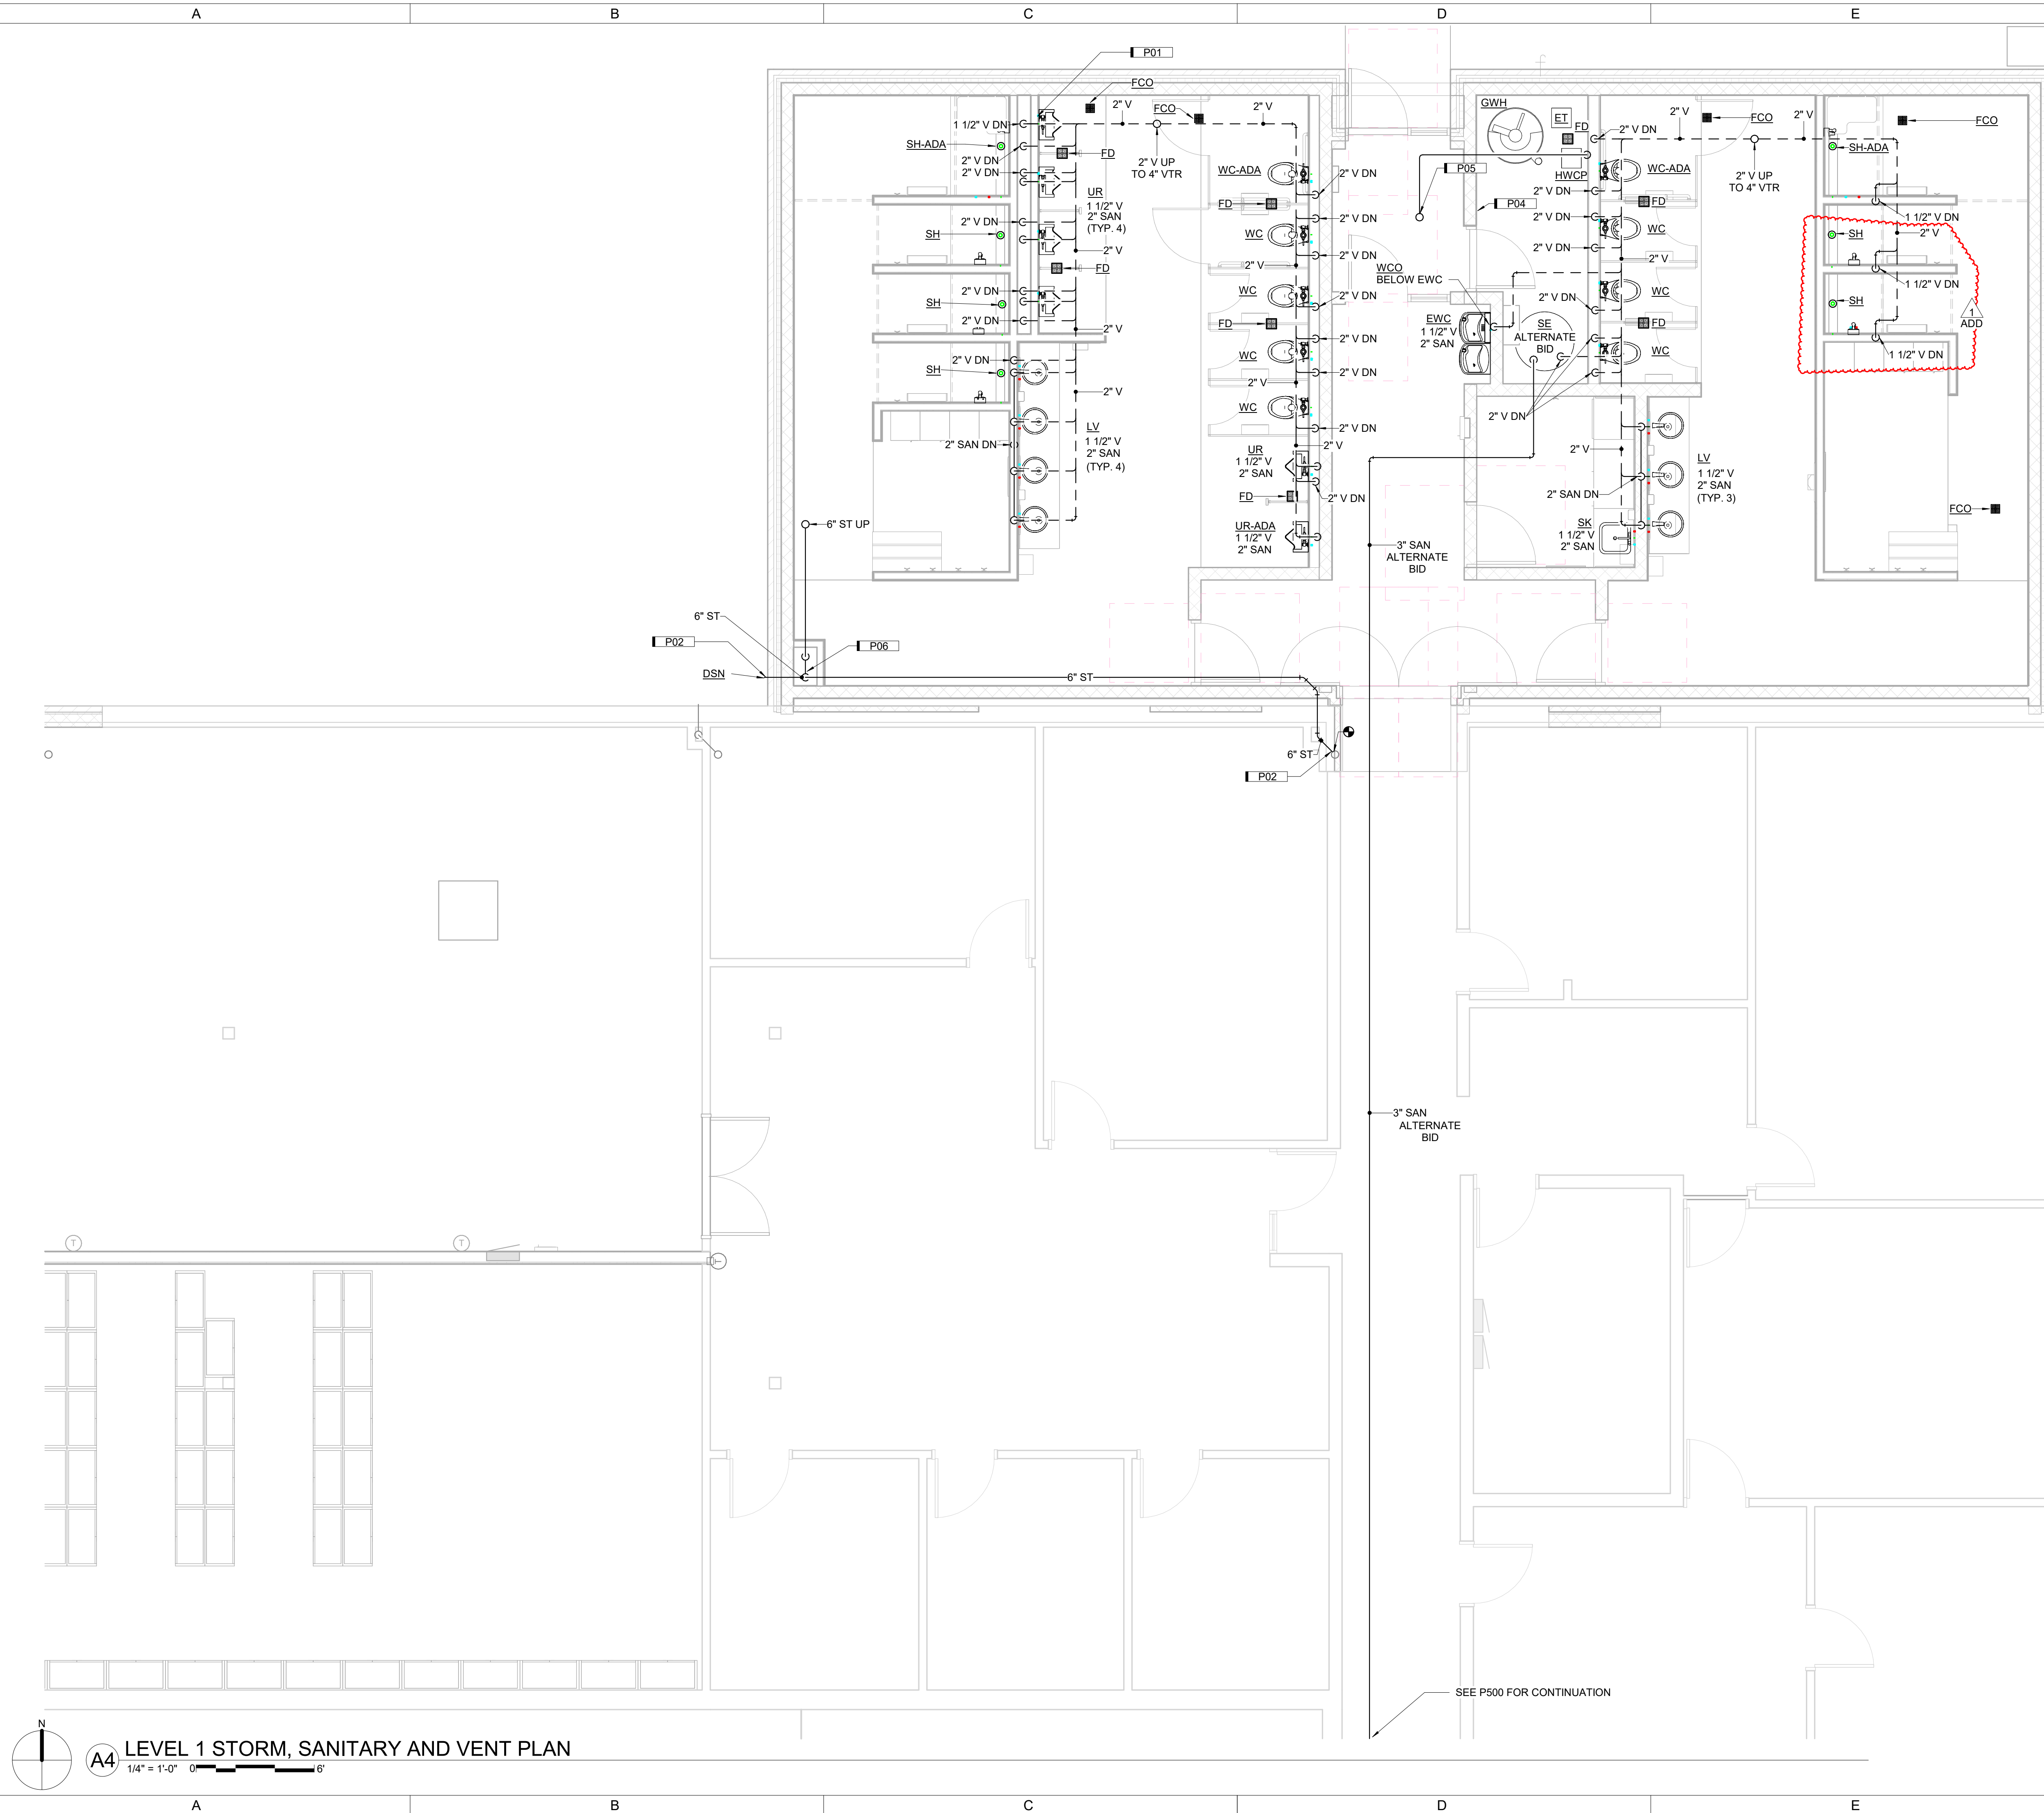 A B C D E
P01
FCO
2" V
FCO
2" V
1 1/2" V DN
SH-ADA
FD
2" V DN
2" V DN
2" V UP
TO 4" VTR
UR
1 1/2" V
2" SAN
(TYP. 4)
2" V DN
SH
2" V
FD
2" V DN
SH
2" V DN
2" V
2" V DN
SH
2" V
LV
1 1/2" V
2" SAN
(TYP. 4)
2" SAN DN
6" ST UP
WC-ADA
2" V DN
FD
2" V DN
WC
2" V DN
2" V
WC
2" V DN
FD
2" V DN
WC
2" V DN
2" V
WC
2" V DN
2" V
UR
1 1/2" V
2" SAN
FD
2" V DN
UR-ADA
1 1/2" V
2" SAN
GWH
ET
FD
2" V DN
HWCP
P05
P04
WC-ADA
2" V DN
FD
2" V DN
WC
2" V DN
2" V
WCO
BELOW EWC
2" V DN
WC
EWC
1 1/2" V
2" SAN
SE
ALTERNATE
BID
FD
WC
2" V DN
2" V
2" SAN DN
SK
1 1/2" V
2" SAN
LV
1 1/2" V
2" SAN
(TYP. 3)
3" SAN
ALTERNATE
BID
2" V
FCO
2" V
FCO
2" V UP
TO 4" VTR
SH-ADA
1 1/2" V DN
2" V
SH
1 1/2" V DN
SH
1
ADD
1 1/2" V DN
FCO
6" ST
P02
P06
DSN
6" ST
6" ST
P02
3" SAN
ALTERNATE
BID
T
T
T
SEE P500 FOR CONTINUATION
N
A4
LEVEL 1 STORM, SANITARY AND VENT PLAN
1/4" = 1'-0" 0 6'
A B C D E